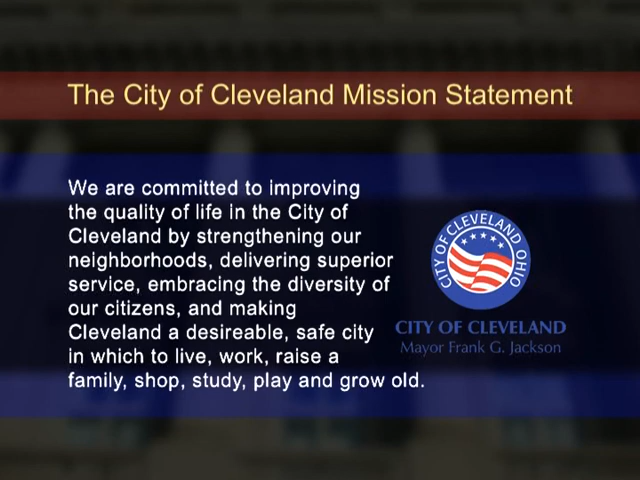 The City of Cleveland Mission Statement
We are committed to improving
the quality of life in the City of
Cleveland by strengthening our
neighborhoods, delivering superior
service, embracing the diversity of
our citizens, and making
Cleveland a desireable, safe city
in which to live, work, raise a
family, shop, study, play and grow old.
CITY OF CLEVELAND OHIO
CITY OF CLEVELAND
Mayor Frank G. Jackson